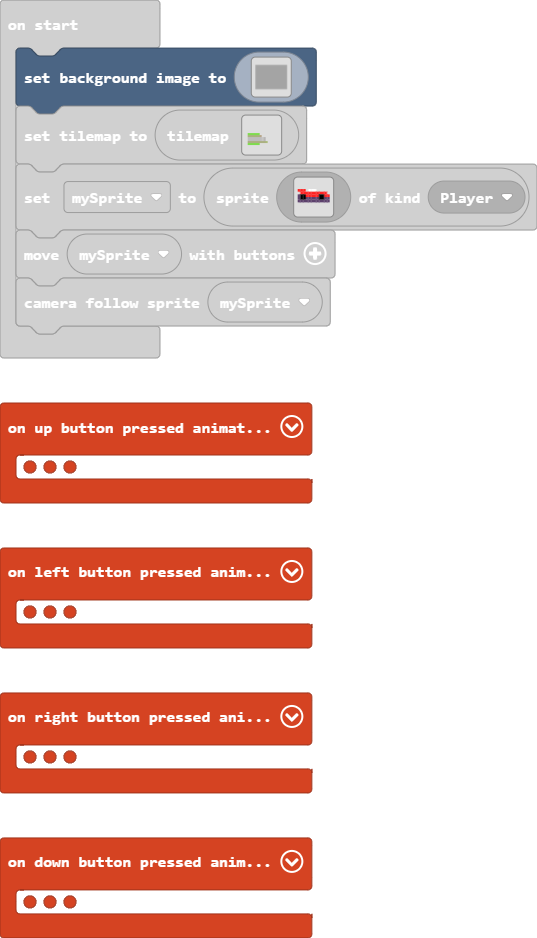 on start
set background image to
set tilemap to tilemap
set mySprite to sprite of kind Player
move mySprite with buttons
camera follow sprite mySprite
on up button pressed animat...
on left button pressed anim...
on right button pressed ani...
on down button pressed anim...